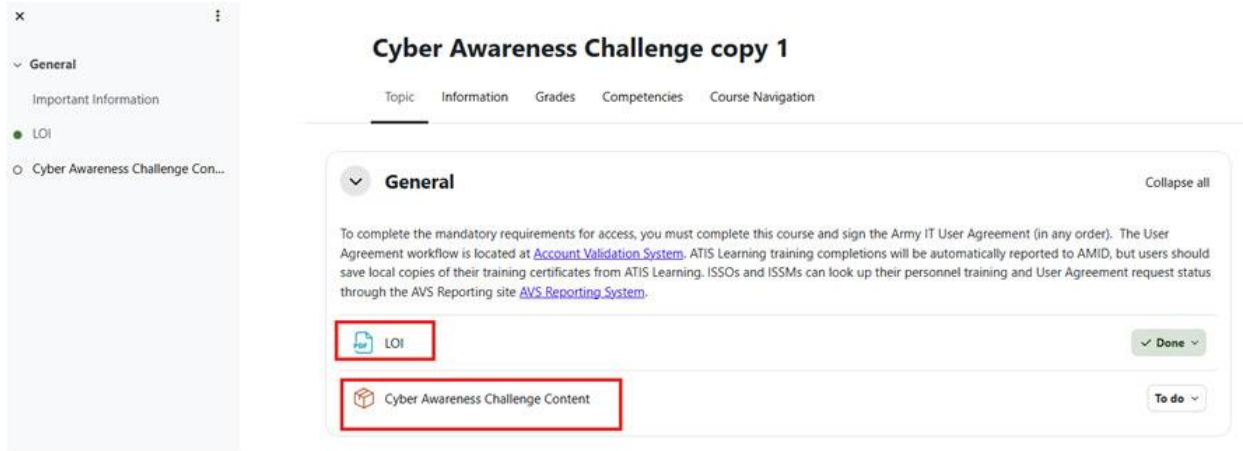 General
Important Information
LOI
Cyber Awareness Challenge Con...
Cyber Awareness Challenge copy 1
Topic Information Grades Competencies Course Navigation
General
Collapse all
To complete the mandatory requirements for access, you must complete this course and sign the Army IT User Agreement (in any order). The User
Agreement workflow is located at Account Validation System. ATIS Learning training completions will be automatically reported to AMID, but users should
save local copies of their training certificates from ATIS Learning. ISSOs and ISSMs can look up their personnel training and User Agreement request status
through the AVS Reporting site AVS Reporting System.
PDF LOI
Done
Cyber Awareness Challenge Content
To do